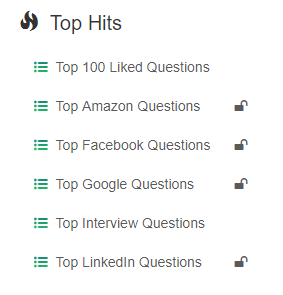 Top Hits
Top 100 Liked Questions
Top Amazon Questions
Top Facebook Questions
Top Google Questions
Top Interview Questions
Top LinkedIn Questions